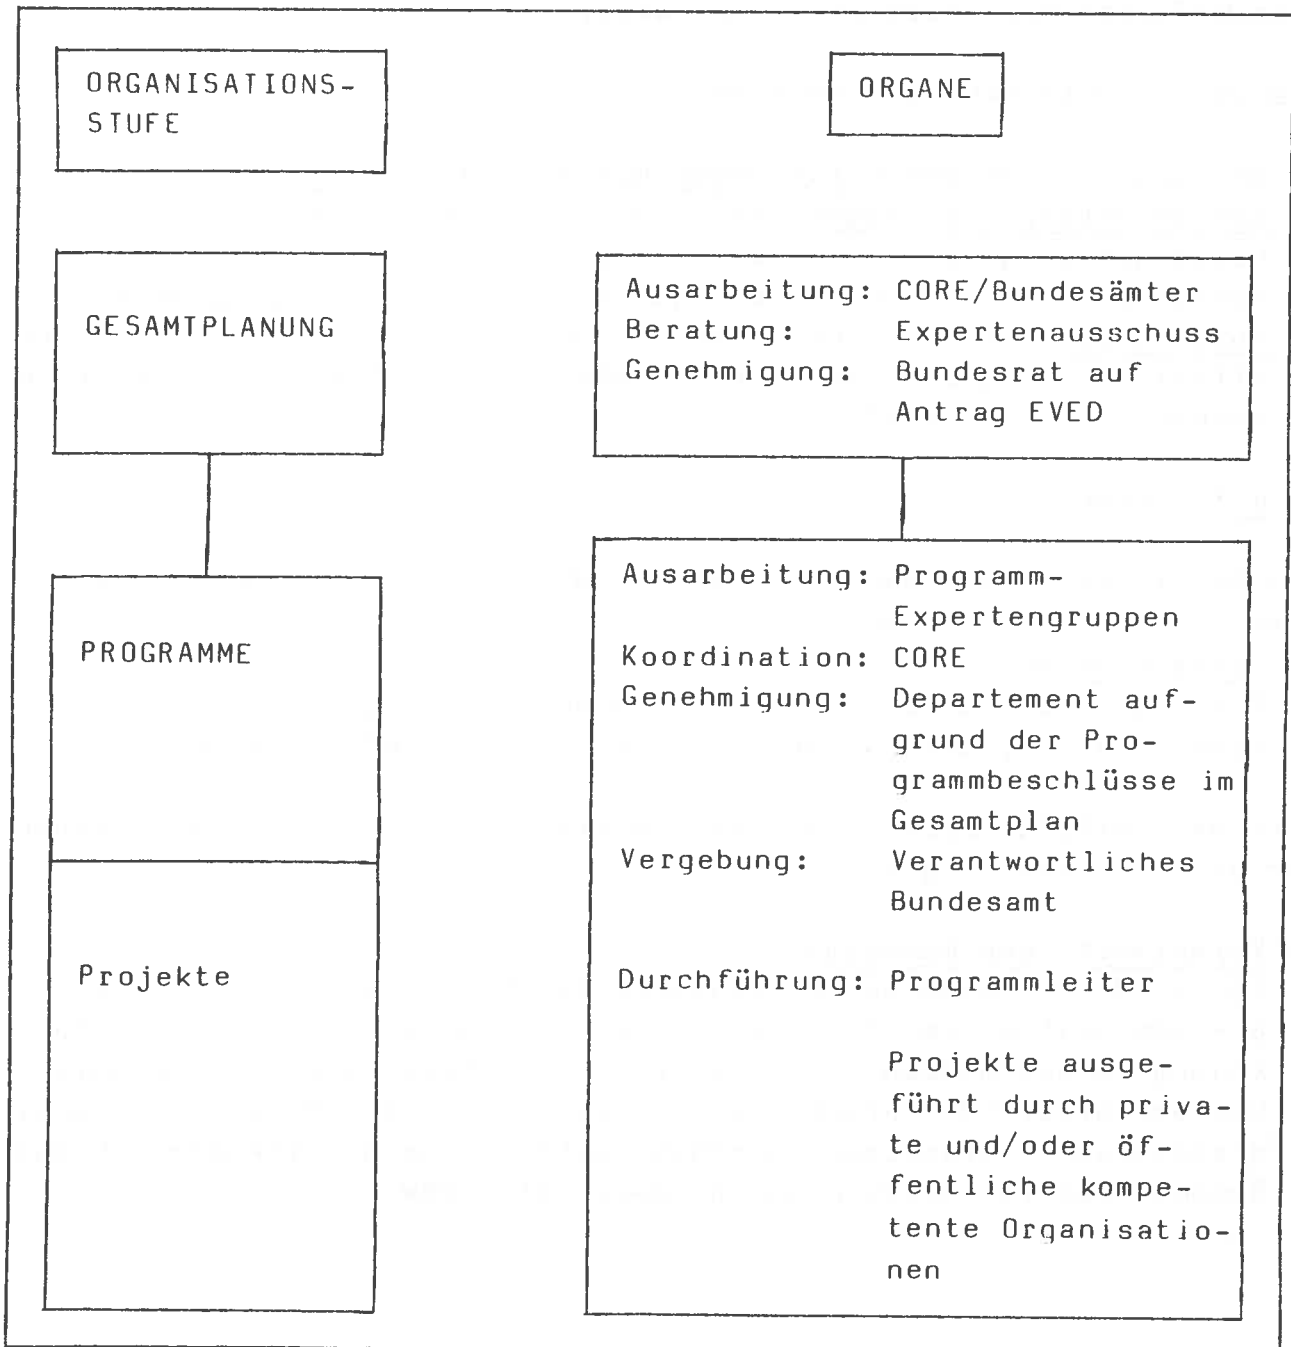 ORGANISATIONS-
STUFE
ORGANE
GESAMTPLANUNG
Ausarbeitung: CORE/Bundesämter
Beratung: Expertenausschuss
Genehmigung: Bundesrat auf
Antrag EVED
PROGRAMME
Ausarbeitung: Programm-
Expertengruppen
Koordination: CORE
Genehmigung: Departement auf-
grund der Pro-
grammbeschlüsse im
Gesamtplan
Vergebung: Verantwortliches
Bundesamt
Projekte
Durchführung: Programmleiter
Projekte ausge-
führt durch priva-
te und/oder öf-
fentliche kompe-
tente Organisatio-
nen